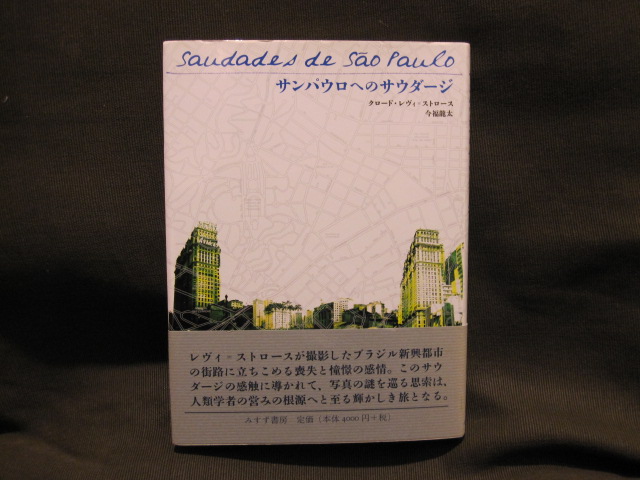 Saudades de São Paulo
サンパウロへのサウダージ
クロード・レヴィ=ストロース
今福龍太
レヴィ=ストロースが撮影したブラジル新興都市
の街路に立ちこめる喪失と憧憬の感情。このサウ
ダージの感触に導かれて、写真の謎を巡る思索は、
人類学者の営みの根源へと至る輝かしき旅となる。
みすず書房 定価(本体4000円+税)